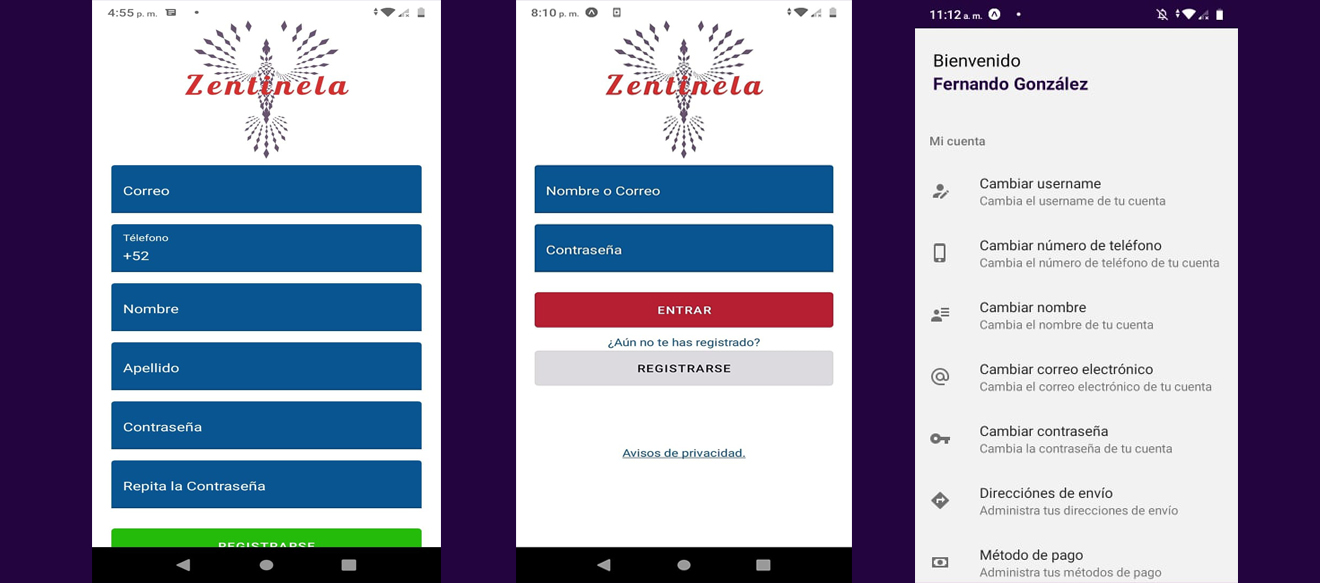 4:55 p. m.
Zentinela
Correo
Télefono
+52
Nombre
Apellido
Contraseña
Repita la Contraseña
REGISTRARSE
8:10 p. m.
Zentinela
Nombre o Correo
Contraseña
ENTRAR
¿Aún no te has registrado?
REGISTRARSE
Avisos de privacidad.
11:12 a. m.
Bienvenido
Fernando González
Mi cuenta
Cambiar username
Cambia el username de tu cuenta
Cambiar número de teléfono
Cambia el número de teléfono de tu cuenta
Cambiar nombre
Cambia el nombre de tu cuenta
Cambiar correo electrónico
Cambia el correo electrónico de tu cuenta
Cambiar contraseña
Cambia la contraseña de tu cuenta
Direcciónes de envío
Administra tus direcciones de envío
Método de pago
Administra tus métodos de pago